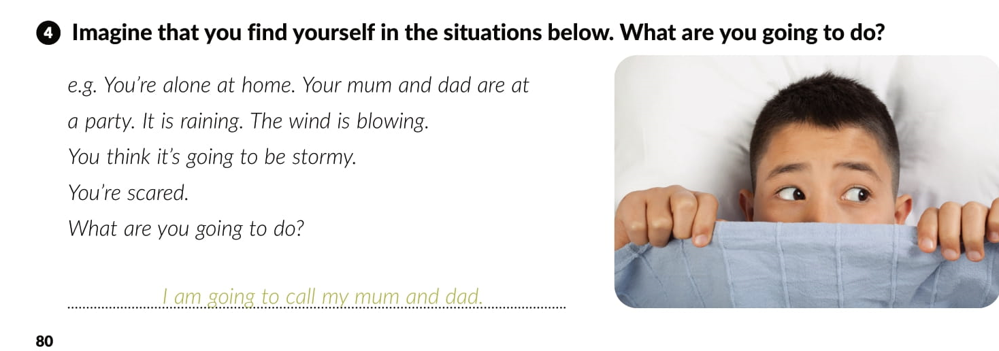 4 Imagine that you find yourself in the situations below. What are you going to do?
e.g. You're alone at home. Your mum and dad are at
a party. It is raining. The wind is blowing.
You think it's going to be stormy.
You're scared.
What are you going to do?
I am going to call my mum and dad.
80